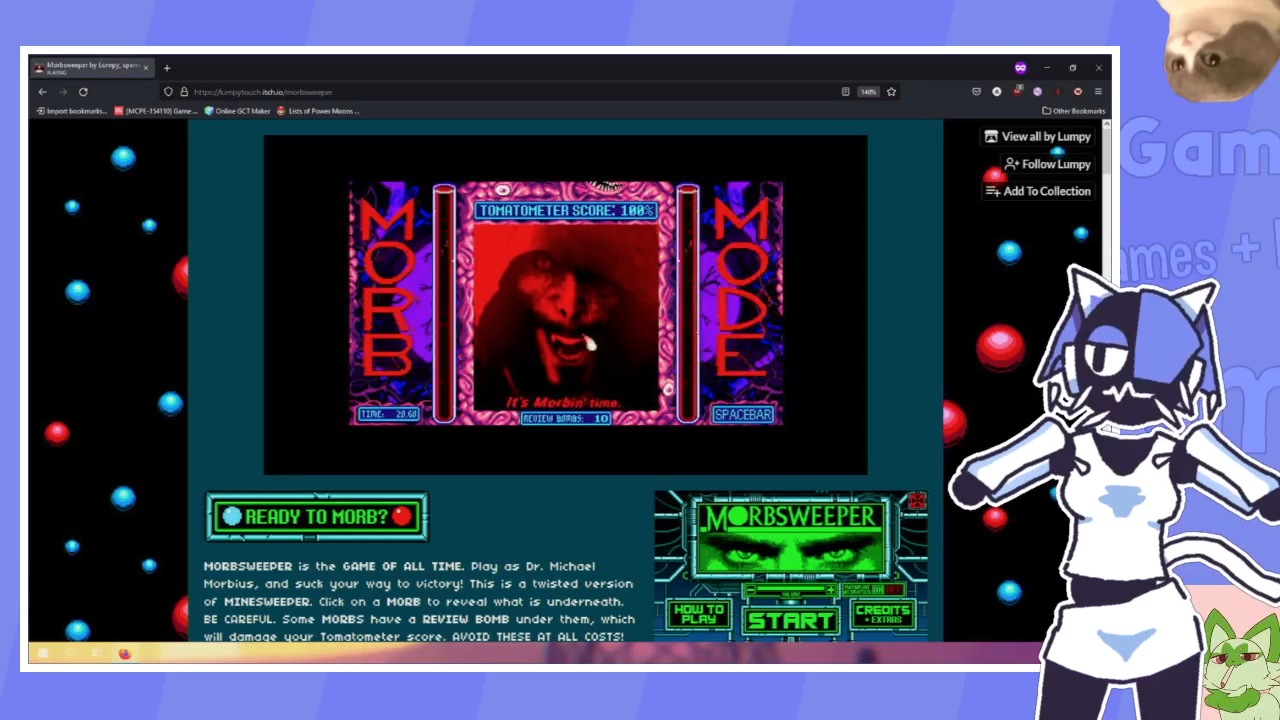 Morbsweeper by Lumpy, spam
PLAYING
https://lumpytouch.itch.io/morbsweeper
140%
Import bookmarks...
[MCPE-154110] Game ...
Online GCT Maker
Lists of Power Moons ...
Other Bookmarks
View all by Lumpy
Follow Lumpy
Add To Collection
MORB
TOMATOMETER SCORE: 100%
MODE
It's Morbin' time.
TIME: 20.60
REVIEW BOMBS: 10
SPACEBAR
READY TO MORB?
MORBSWEEPER is the GAME OF ALL TIME. Play as Dr. Michael
Morbius, and suck your way to victory! This is a twisted version
of MINESWEEPER. Click on a MORB to reveal what is underneath.
BE CAREFUL. Some MORBS have a REVIEW BOMB under them, which
will damage your Tomatometer score. AVOID THESE AT ALL COSTS!
MORBSWEEPER
HOW TO
PLAY
START
CREDITS
+ EXTRAS
Gam
mes +